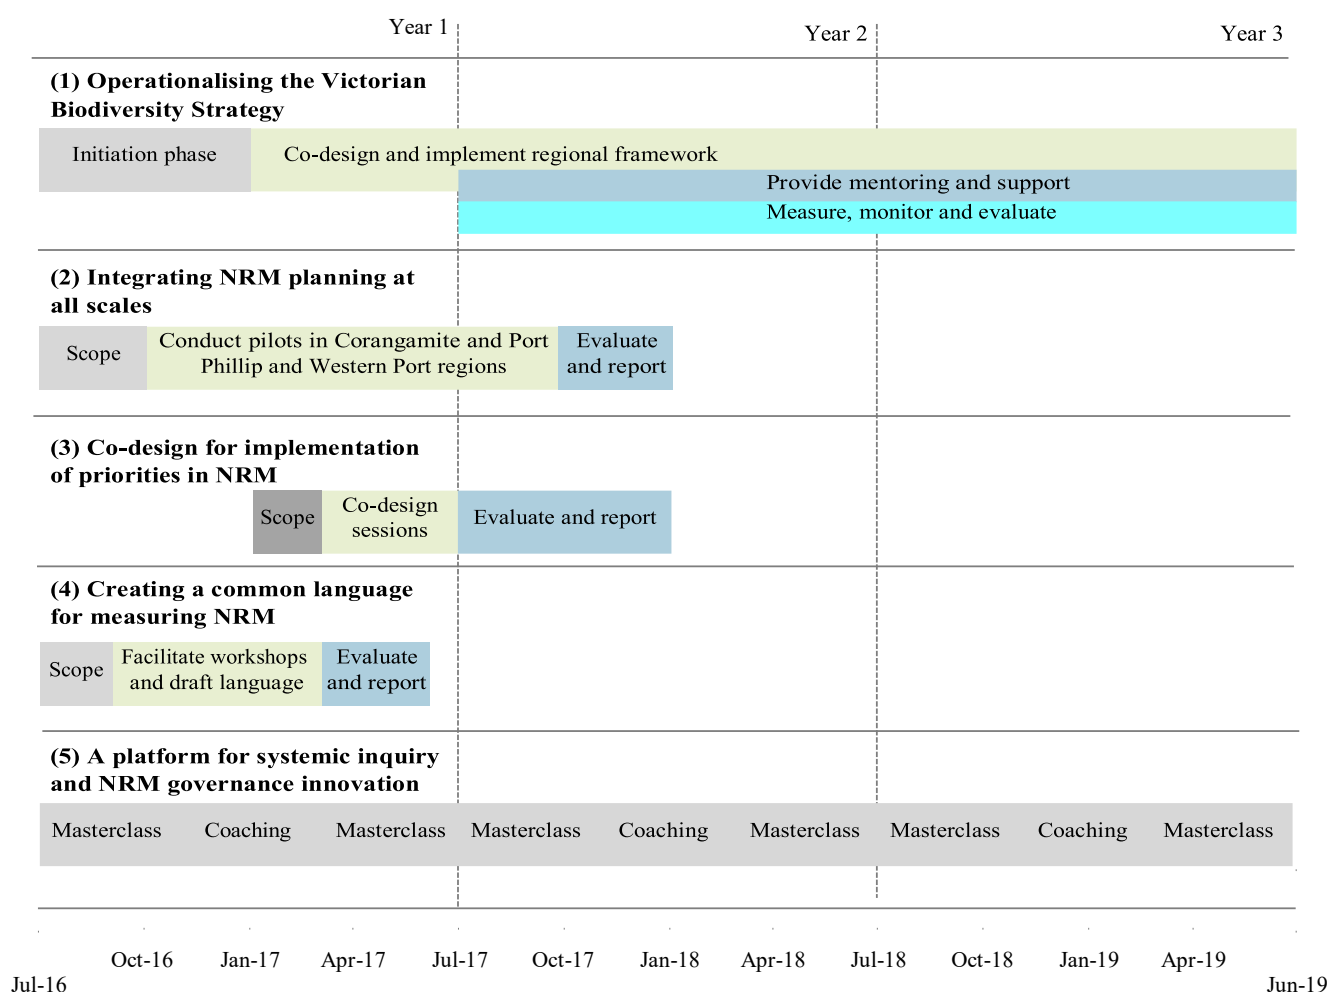 Year 1
Year 2
Year 3
(1) Operationalising the Victorian
Biodiversity Strategy
Initiation phase
Co-design and implement regional framework
Provide mentoring and support
Measure, monitor and evaluate
(2) Integrating NRM planning at
all scales
Scope
Conduct pilots in Corangamite and Port
Phillip and Western Port regions
Evaluate
and report
(3) Co-design for implementation
of priorities in NRM
Scope
Co-design
sessions
Evaluate and report
(4) Creating a common language
for measuring NRM
Scope
Facilitate workshops
and draft language
Evaluate
and report
(5) A platform for systemic inquiry
and NRM governance innovation
Masterclass Coaching Masterclass Masterclass Coaching Masterclass Masterclass Coaching Masterclass
Oct-16 Jan-17 Apr-17 Jul-17 Oct-17 Jan-18 Apr-18 Jul-18 Oct-18 Jan-19 Apr-19
Jul-16 Jun-19